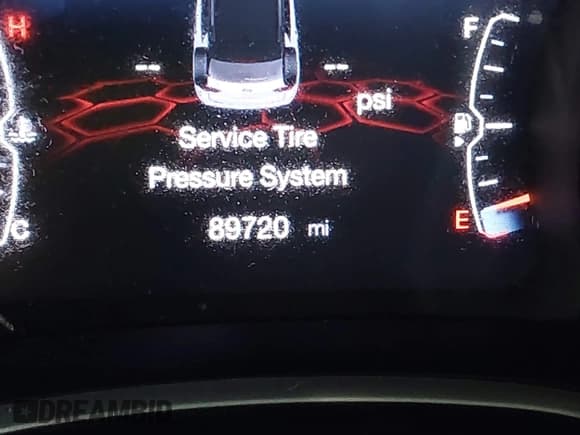 H
F
-- --
psi
Service Tire
Pressure System
89720 mi
C
E
DREAMBID